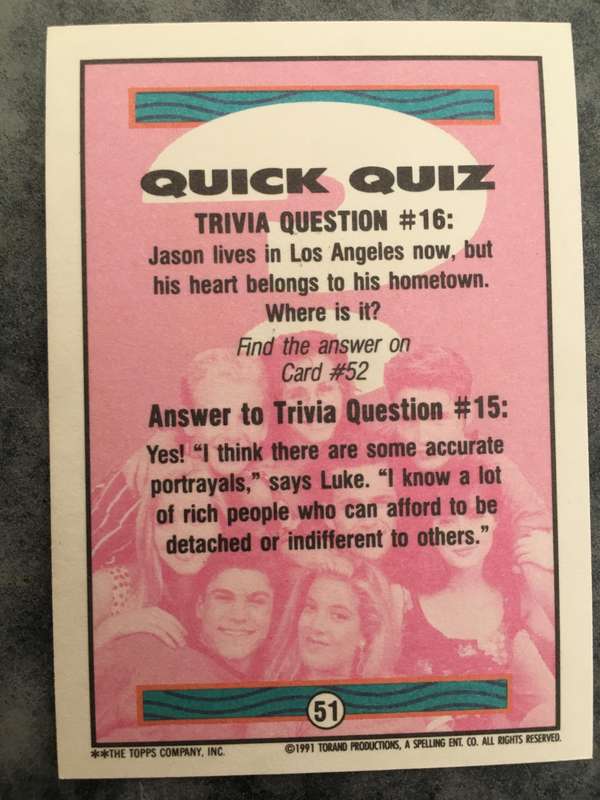 QUICK QUIZ
TRIVIA QUESTION #16:
Jason lives in Los Angeles now, but
his heart belongs to his hometown.
Where is it?
Find the answer on
Card #52
Answer to Trivia Question #15:
Yes! “I think there are some accurate
portrayals,” says Luke. “I know a lot
of rich people who can afford to be
detached or indifferent to others.”
51
**THE TOPPS COMPANY, INC.
©1991 TORAND PRODUCTIONS, A SPELLING ENT. CO. ALL RIGHTS RESERVED.